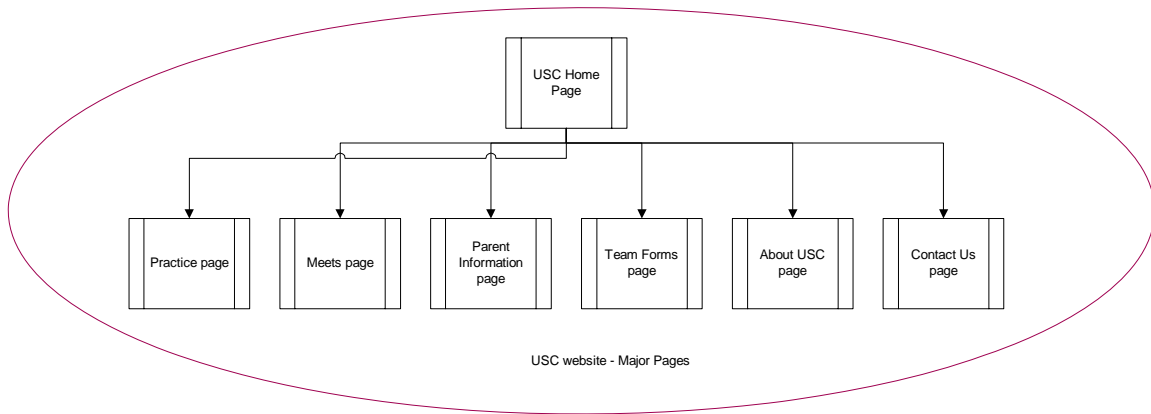 USC Home
Page
Practice page
Meets page
Parent
Information
page
Team Forms
page
About USC
page
Contact Us
page
USC website - Major Pages